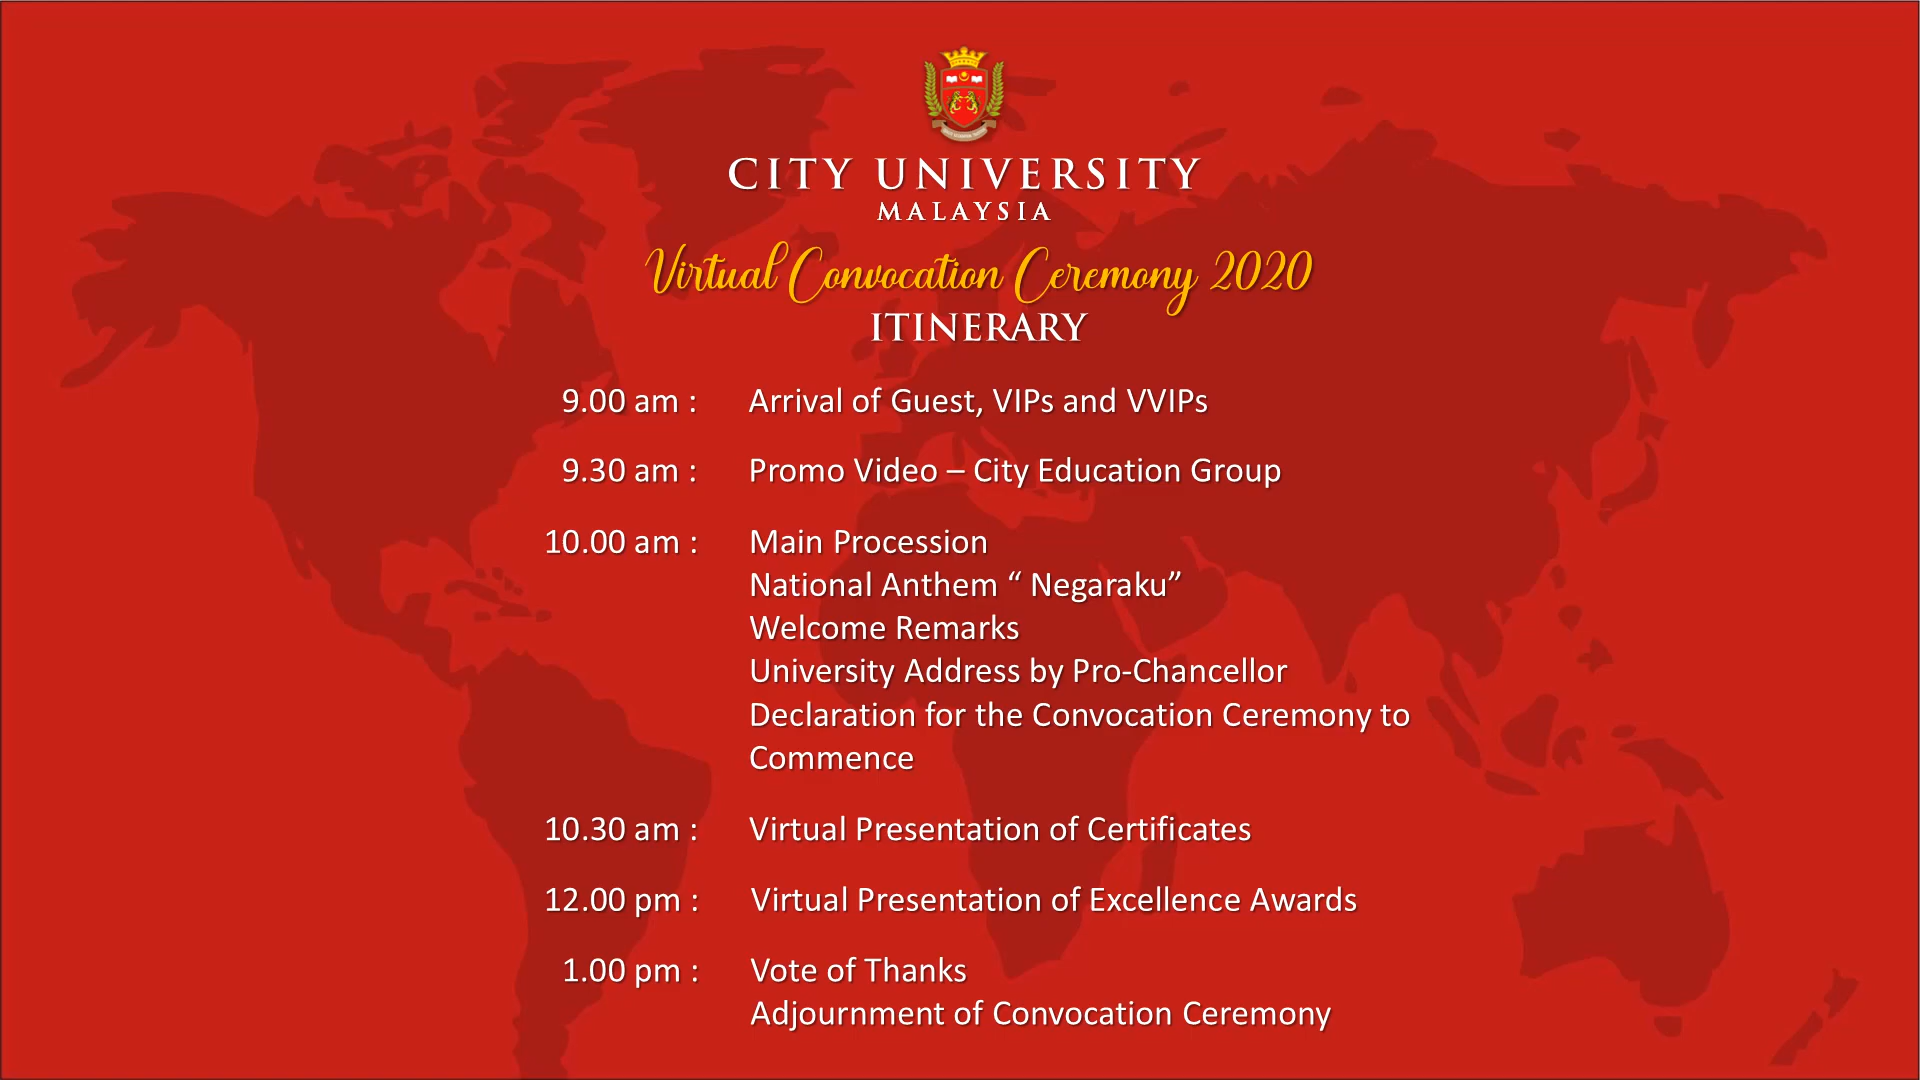 CITY UNIVERSITY
MALAYSIA
Virtual Convocation Ceremony 2020
ITINERARY
9.00 am : Arrival of Guest, VIPs and VVIPs
9.30 am : Promo Video – City Education Group
10.00 am : Main Procession
National Anthem “ Negaraku”
Welcome Remarks
University Address by Pro-Chancellor
Declaration for the Convocation Ceremony to
Commence
10.30 am : Virtual Presentation of Certificates
12.00 pm : Virtual Presentation of Excellence Awards
1.00 pm : Vote of Thanks
Adjournment of Convocation Ceremony